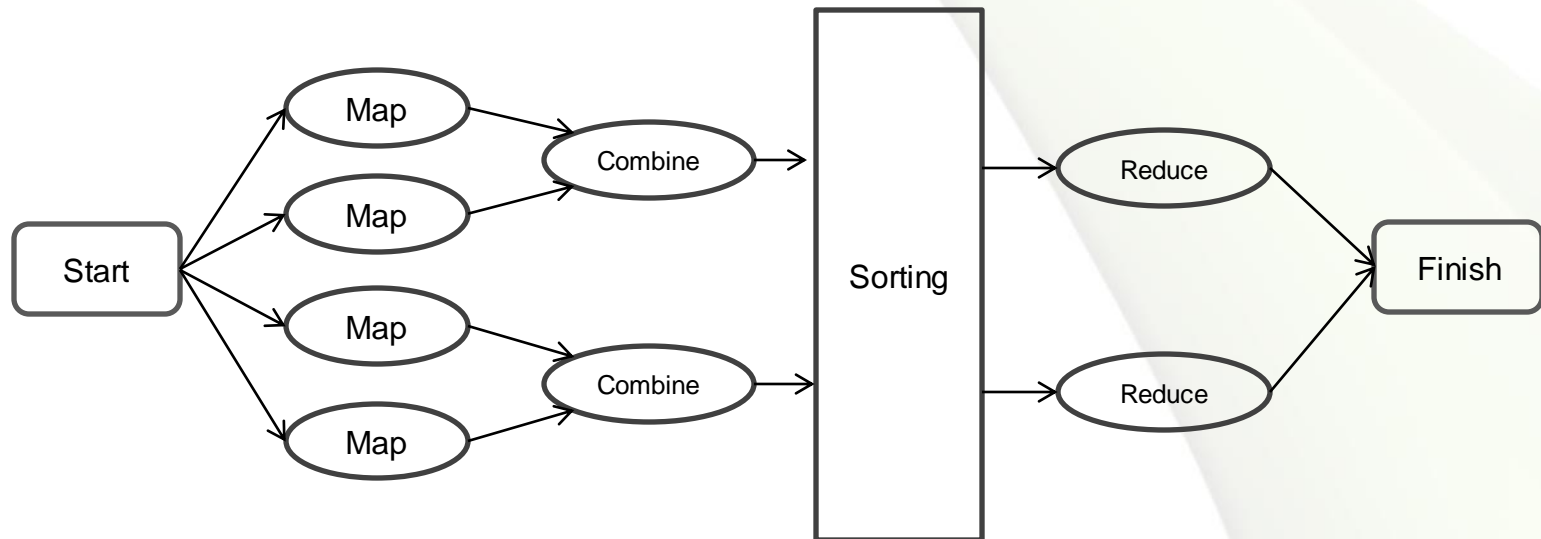 Start
Map
Map
Map
Map
Combine
Combine
Sorting
Reduce
Reduce
Finish